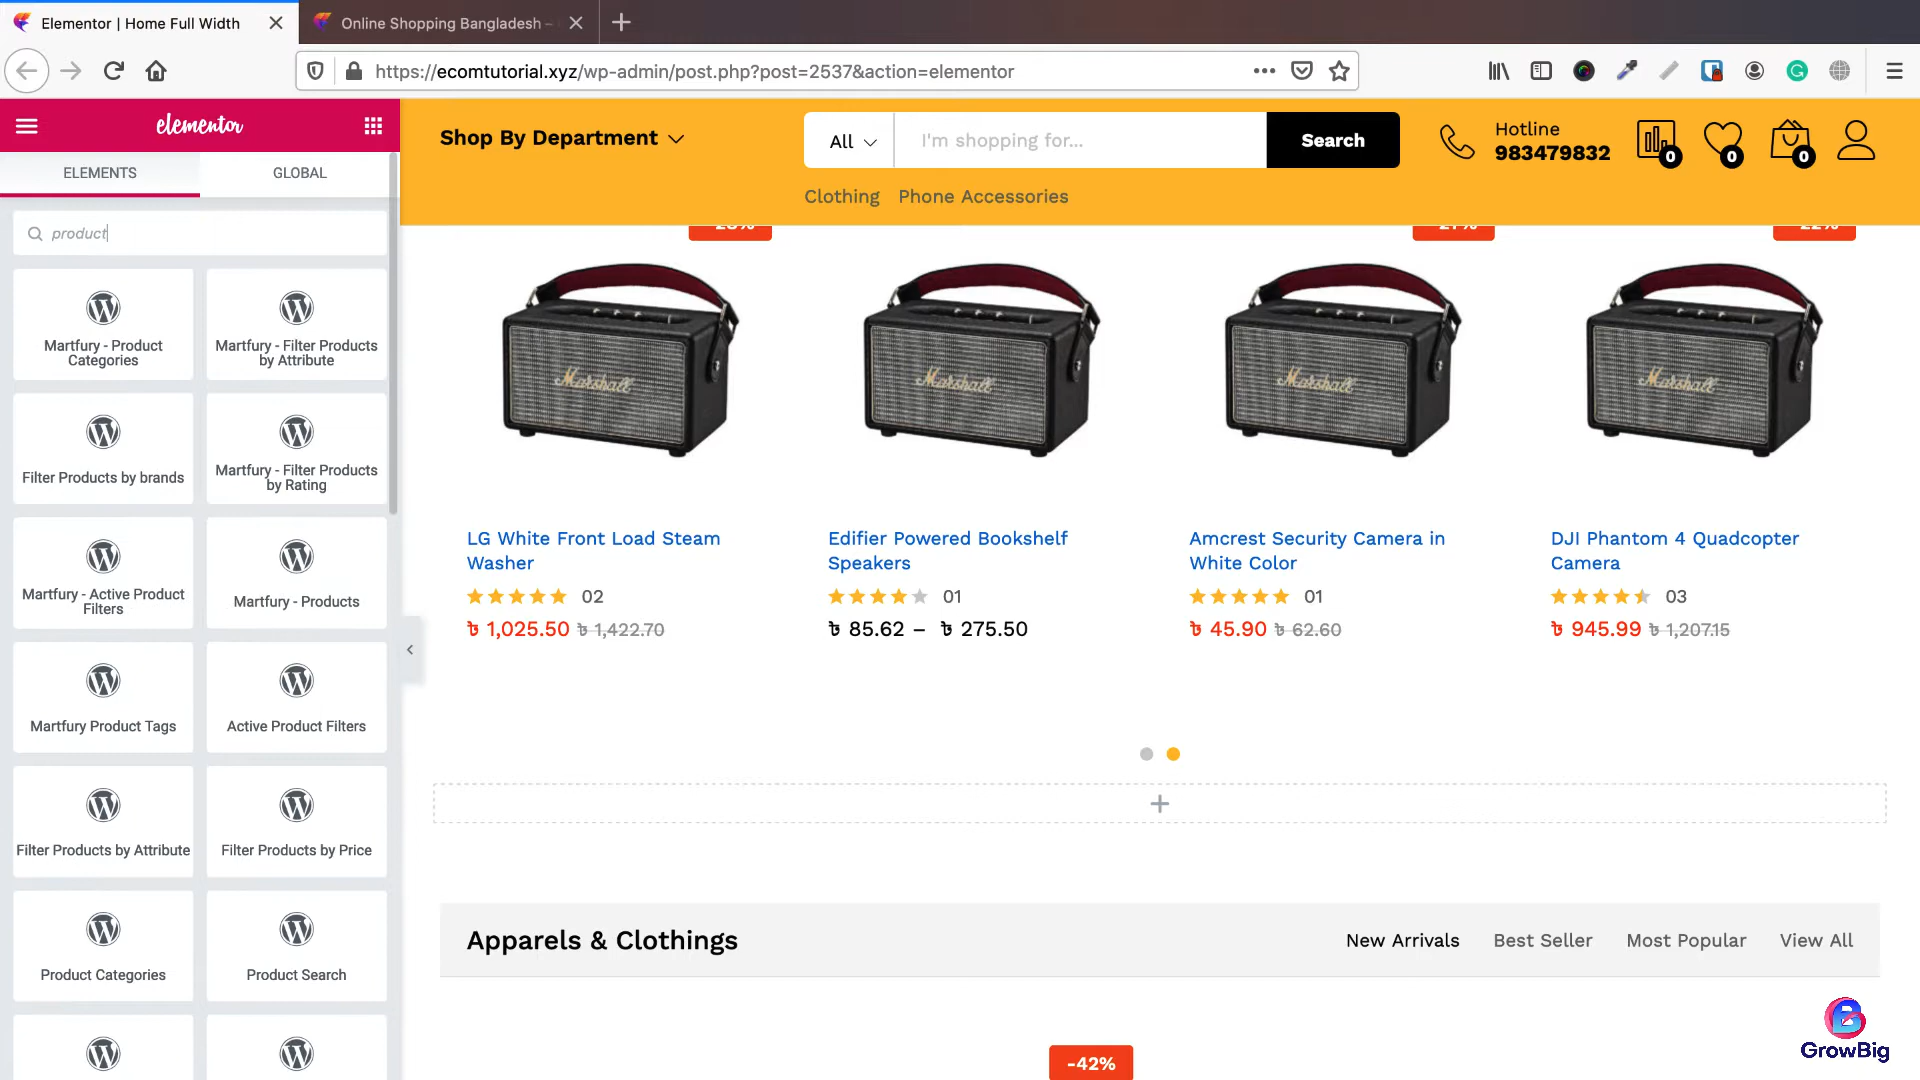 Elementor | Home Full Width
Online Shopping Bangladesh –
https://ecomtutorial.xyz/wp-admin/post.php?post=2537&action=elementor
elementor
ELEMENTS
GLOBAL
product
Martfury - Product
Categories
Martfury - Filter Products
by Attribute
Filter Products by brands
Martfury - Filter Products
by Rating
Martfury - Active Product
Filters
Martfury - Products
Martfury Product Tags
Active Product Filters
Filter Products by Attribute
Filter Products by Price
Product Categories
Product Search
Shop By Department
All
I'm shopping for...
Search
Hotline
983479832
0
0
0
Clothing
Phone Accessories
Marshall
Marshall
Marshall
Marshall
LG White Front Load Steam
Washer
02
৳ 1,025.50 ৳ 1,422.70
Edifier Powered Bookshelf
Speakers
01
৳ 85.62 – ৳ 275.50
Amcrest Security Camera in
White Color
01
৳ 45.90 ৳ 62.60
DJI Phantom 4 Quadcopter
Camera
03
৳ 945.99 ৳ 1,207.15
Apparels & Clothings
New Arrivals
Best Seller
Most Popular
View All
-42%
GrowBig